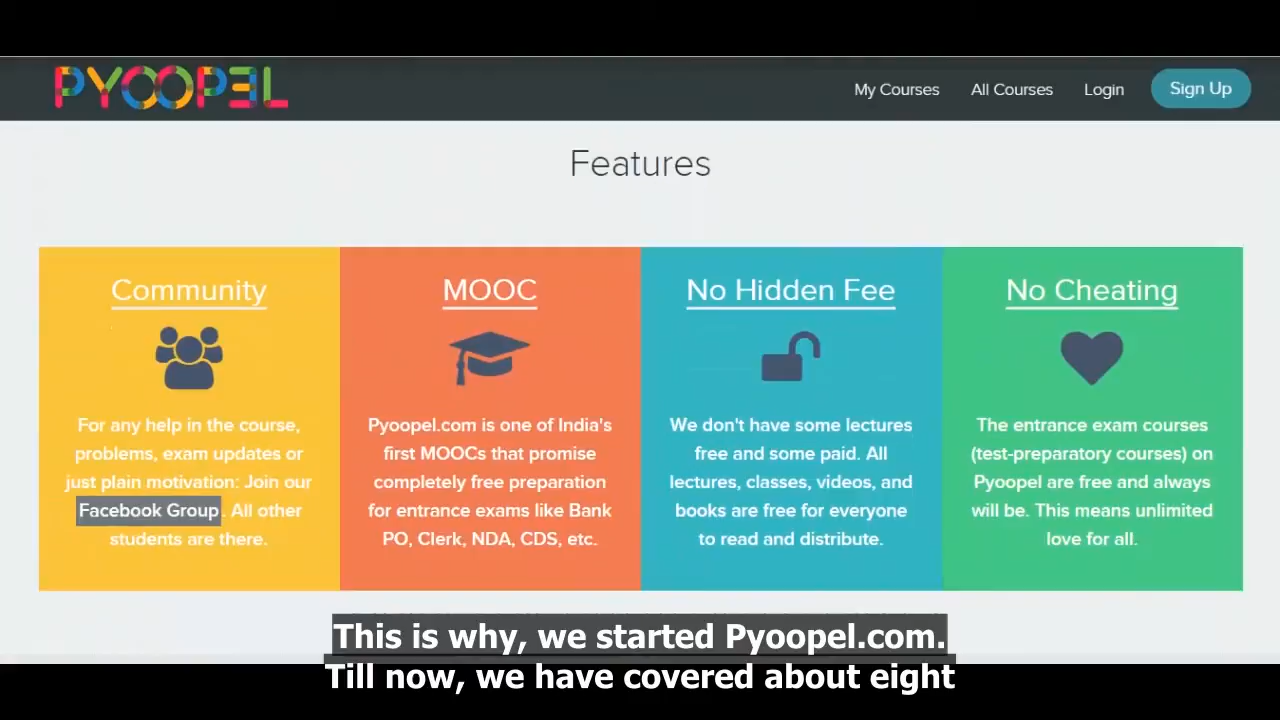 PYOOPEL
My Courses
All Courses
Login
Sign Up
Features
Community
For any help in the course,
problems, exam updates or
just plain motivation: Join our
Facebook Group. All other
students are there.
MOOC
Pyoopel.com is one of India's
first MOOCs that promise
completely free preparation
for entrance exams like Bank
PO, Clerk, NDA, CDS, etc.
No Hidden Fee
We don't have some lectures
free and some paid. All
lectures, classes, videos, and
books are free for everyone
to read and distribute.
No Cheating
The entrance exam courses
(test-preparatory courses) on
Pyoopel are free and always
will be. This means unlimited
love for all.
This is why, we started Pyoopel.com.
Till now, we have covered about eight